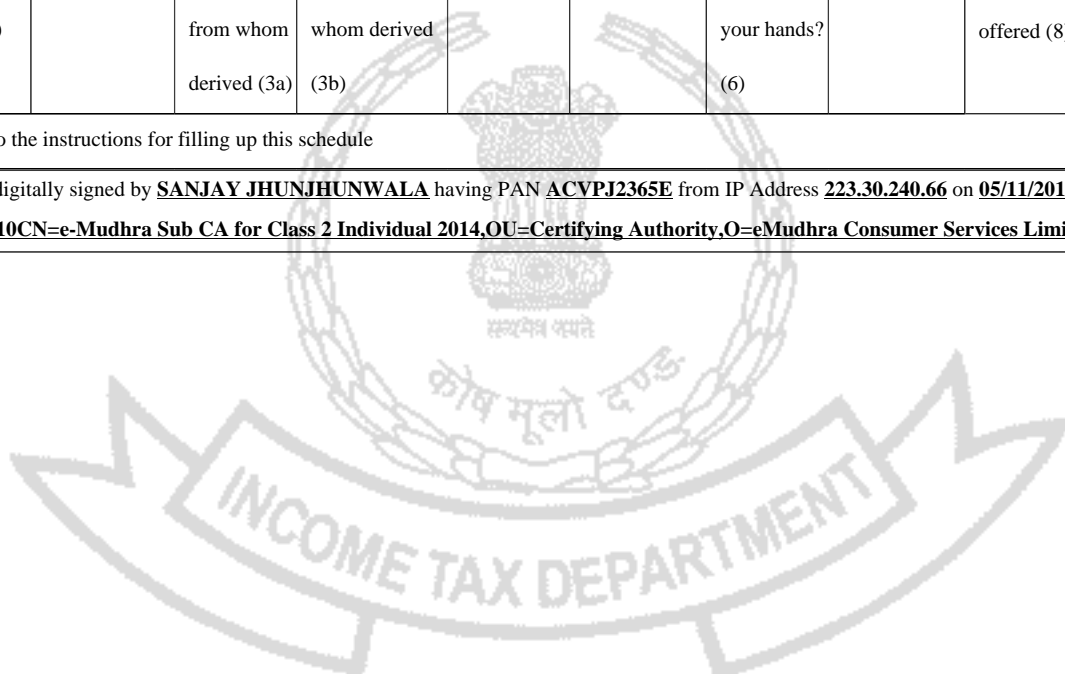 ) from whom whom derived your hands? offered (8)
derived (3a) (3b) (6)
o the instructions for filling up this schedule
digitally signed by SANJAY JHUNJHUNWALA having PAN ACVPJ2365E from IP Address 223.30.240.66 on 05/11/201
10CN=e-Mudhra Sub CA for Class 2 Individual 2014,OU=Certifying Authority,O=eMudhra Consumer Services Limi
सत्यमेव जयते
कोष मूलो दण्ड:
INCOME TAX DEPARTMENT